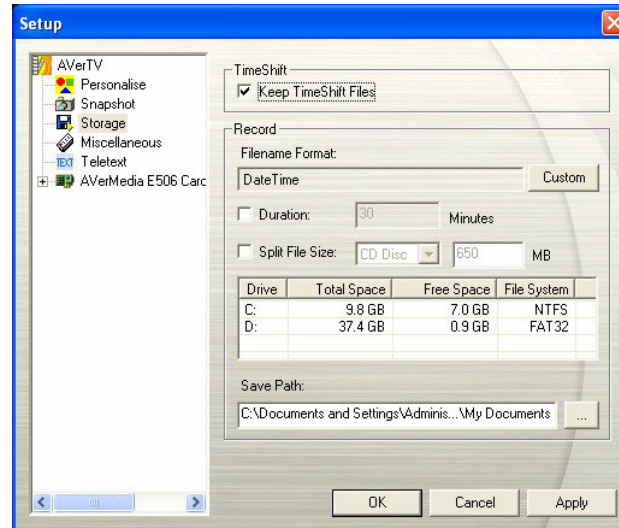 Setup
AVerTV
Personalise
Snapshot
Storage
Miscellaneous
TEXT Teletext
AVerMedia E506 Carc
TimeShift
Keep TimeShift Files
Record
Filename Format:
DateTime
Custom
Duration:
30
Minutes
Split File Size:
CD Disc
650
MB
Drive Total Space Free Space File System
C: 9.8 GB 7.0 GB NTFS
D: 37.4 GB 0.9 GB FAT32
Save Path:
C:\Documents and Settings\Adminis...\My Documents
...
OK
Cancel
Apply